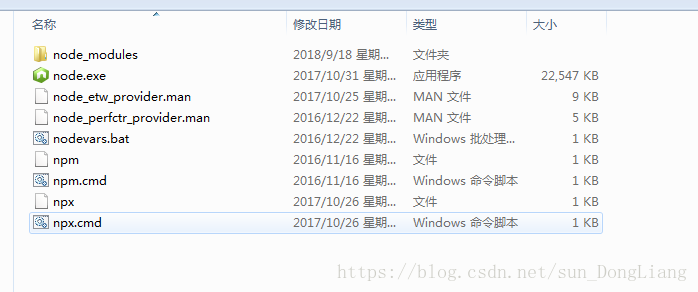 名称 修改日期 类型 大小
node_modules 2018/9/18 星期... 文件夹
node.exe 2017/10/31 星期... 应用程序 22,547 KB
node_etw_provider.man 2017/10/25 星期... MAN 文件 9 KB
node_perfctr_provider.man 2016/12/22 星期... MAN 文件 5 KB
nodevars.bat 2016/12/22 星期... Windows 批处理... 1 KB
npm 2016/11/16 星期... 文件 1 KB
npm.cmd 2016/11/16 星期... Windows 命令脚本 1 KB
npx 2017/10/26 星期... 文件 1 KB
npx.cmd 2017/10/26 星期... Windows 命令脚本 1 KB
https://blog.csdn.net/sun_DongLiang